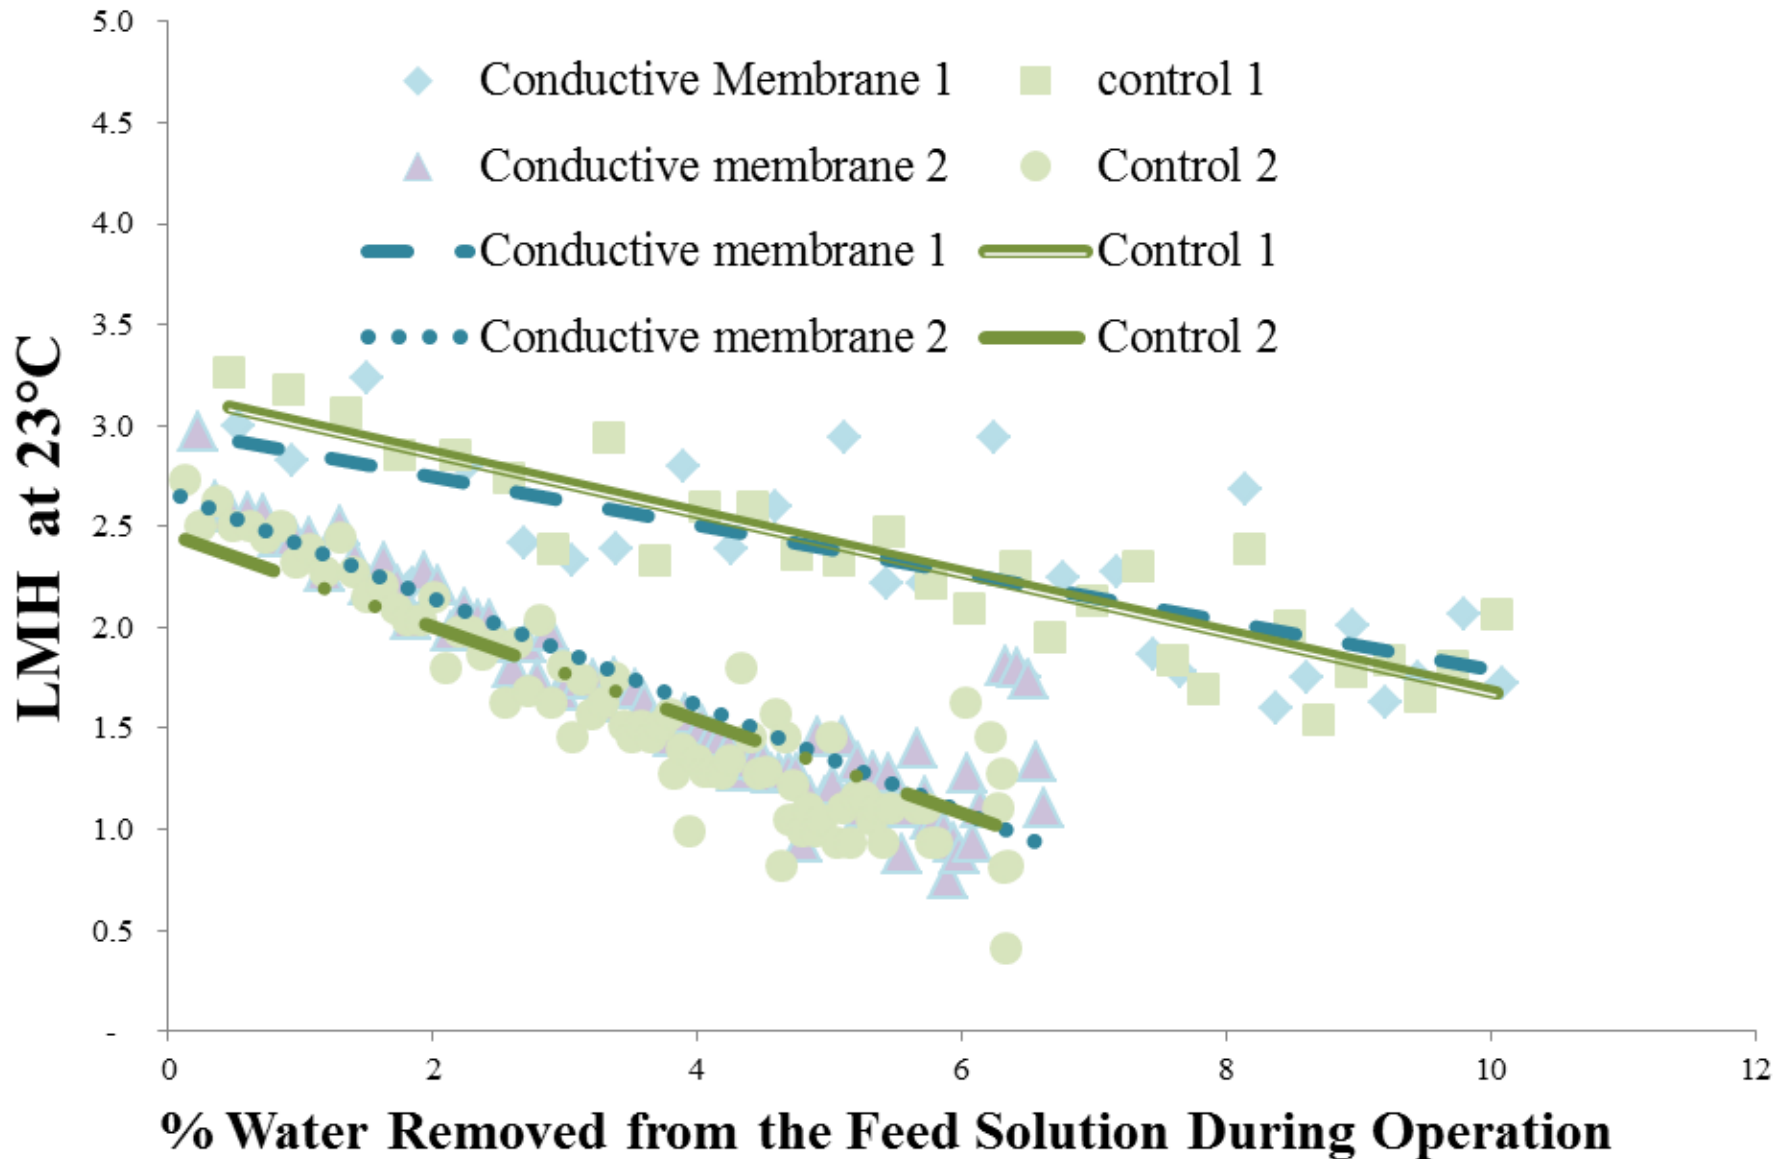 5.0
4.5
4.0
3.5
3.0
2.5
2.0
1.5
1.0
0.5
-
Conductive Membrane 1 control 1
Conductive membrane 2 Control 2
Conductive membrane 1 Control 1
Conductive membrane 2 Control 2
LMH at 23°C
0 2 4 6 8 10 12
% Water Removed from the Feed Solution During Operation